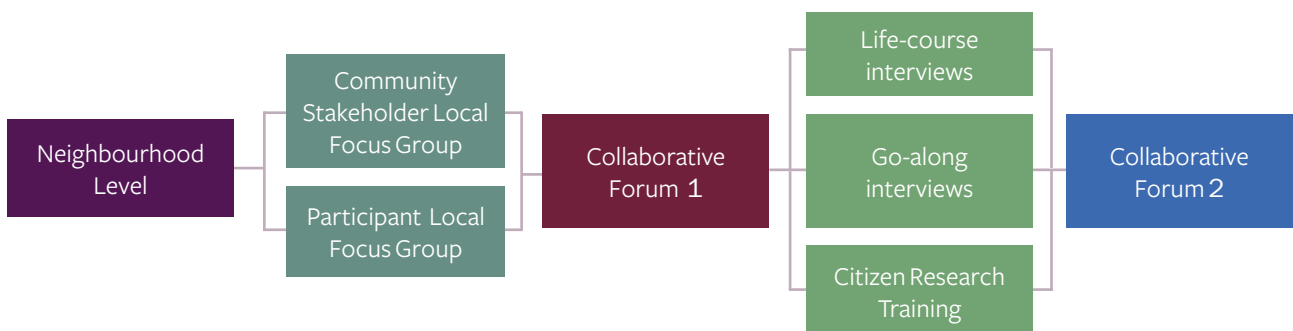 Neighbourhood
Level
Community
Stakeholder Local
Focus Group
Participant Local
Focus Group
Collaborative
Forum 1
Life-course
interviews
Go-along
interviews
Citizen Research
Training
Collaborative
Forum 2